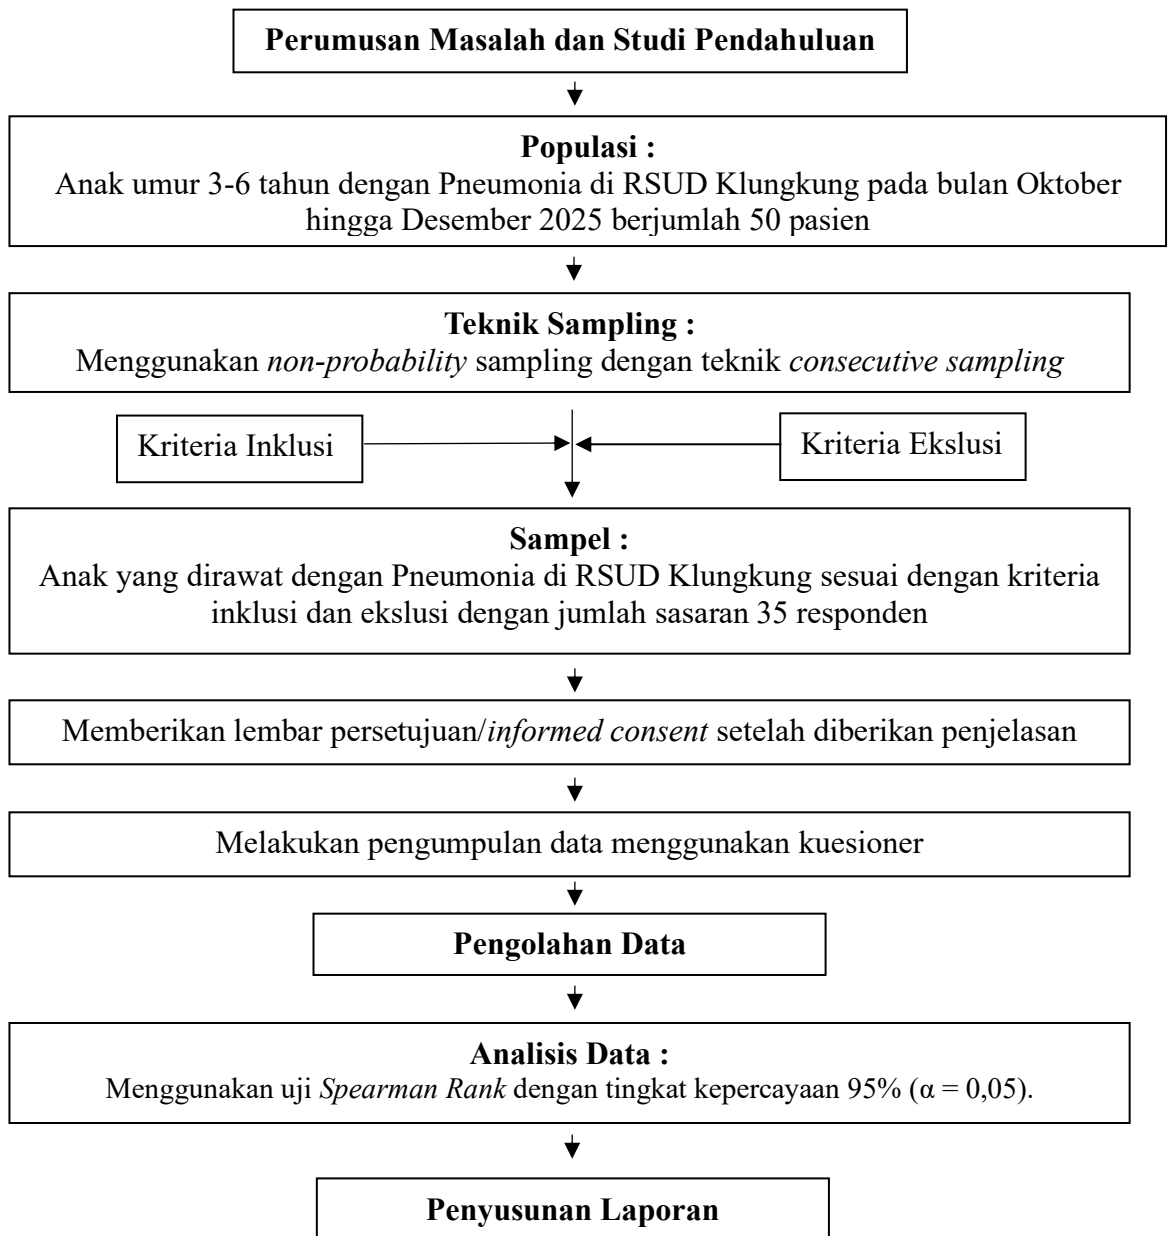 Perumusan Masalah dan Studi Pendahuluan
Populasi :
Anak umur 3-6 tahun dengan Pneumonia di RSUD Klungkung pada bulan Oktober
hingga Desember 2025 berjumlah 50 pasien
Teknik Sampling :
Menggunakan non-probability sampling dengan teknik consecutive sampling
Kriteria Inklusi
Kriteria Ekslusi
Sampel :
Anak yang dirawat dengan Pneumonia di RSUD Klungkung sesuai dengan kriteria
inklusi dan ekslusi dengan jumlah sasaran 35 responden
Memberikan lembar persetujuan/informed consent setelah diberikan penjelasan
Melakukan pengumpulan data menggunakan kuesioner
Pengolahan Data
Analisis Data :
Menggunakan uji Spearman Rank dengan tingkat kepercayaan 95% (α = 0,05).
Penyusunan Laporan